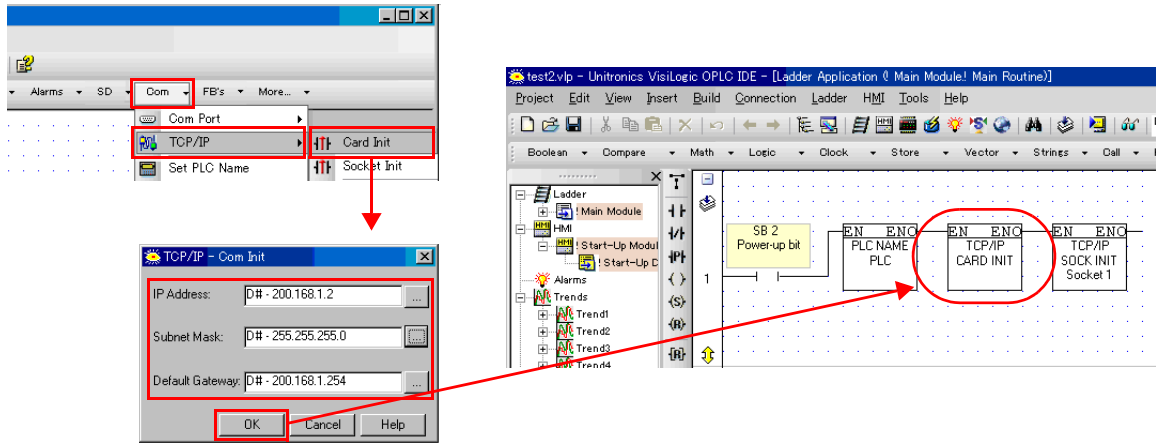 Alarms SD Com FB's More...
Com Port
TCP/IP
Set PLC Name
Card Init
Socket Init
TCP/IP - Com Init
IP Address: D# - 200.168.1.2 ...
Subnet Mask: D# - 255.255.255.0 ...
Default Gateway: D# - 200.168.1.254 ...
OK Cancel Help
test2.vlp - Unitronics VisiLogic OPLC IDE - [Ladder Application (! Main Module! Main Routine)]
Project Edit View Insert Build Connection Ladder HMI Tools Help
Boolean Compare Math Logic Clock Store Vector Strings Call
Ladder
! Main Module
HMI
! Start-Up Modul
! Start-Up D
Alarms
Trends
Trend1
Trend2
Trend3
Trend4
1
SB 2
Power-up bit
EN ENO
PLC NAME
PLC
EN ENO
TCP/IP
CARD INIT
EN ENO
TCP/IP
SOCK INIT
Socket 1